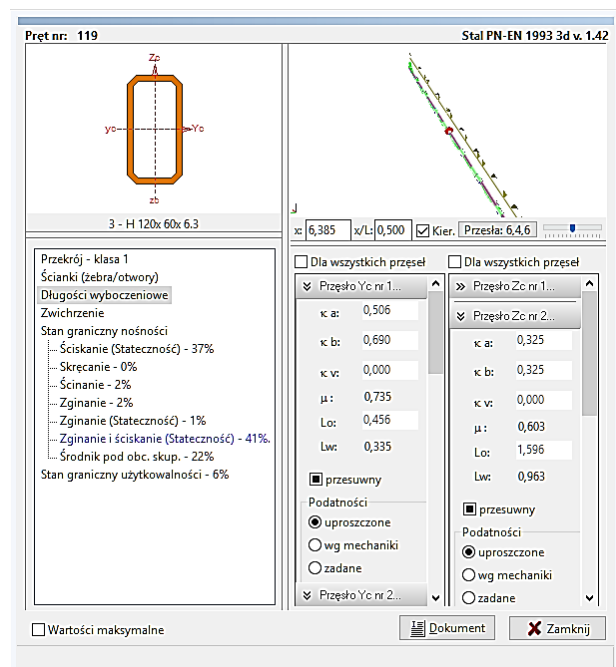 Pręt nr: 119
Stal PN-EN 1993 3d v. 1.42
Zc
yc
Yc
zb
3 - H 120x 60x 6.3
x: 6,385 x/L: 0,500 Kier. Przęsła: 6,4,6
Przekrój - klasa 1
Ścianki (żebra/otwory)
Długości wyboczeniowe
Zwichrzenie
Stan graniczny nośności
Ściskanie (Stateczność) - 37%
Skręcanie - 0%
Ścinanie - 2%
Zginanie - 2%
Zginanie (Stateczność) - 1%
Zginanie i ściskanie (Stateczność) - 41%.
Środnik pod obc. skup. - 22%
Stan graniczny użytkowalności - 6%
Dla wszystkich przęseł
Przęsło Yc nr 1...
κ a: 0,506
κ b: 0,690
κ v: 0,000
μ: 0,735
Lo: 0,456
Lw: 0,335
przesuwny
Podatności
uproszczone
wg mechaniki
zadane
Przęsło Yc nr 2...
Dla wszystkich przęseł
Przęsło Zc nr 1...
Przęsło Zc nr 2...
κ a: 0,325
κ b: 0,325
κ v: 0,000
μ: 0,603
Lo: 1,596
Lw: 0,963
przesuwny
Podatności
uproszczone
wg mechaniki
zadane
Wartości maksymalne
Dokument
Zamknij